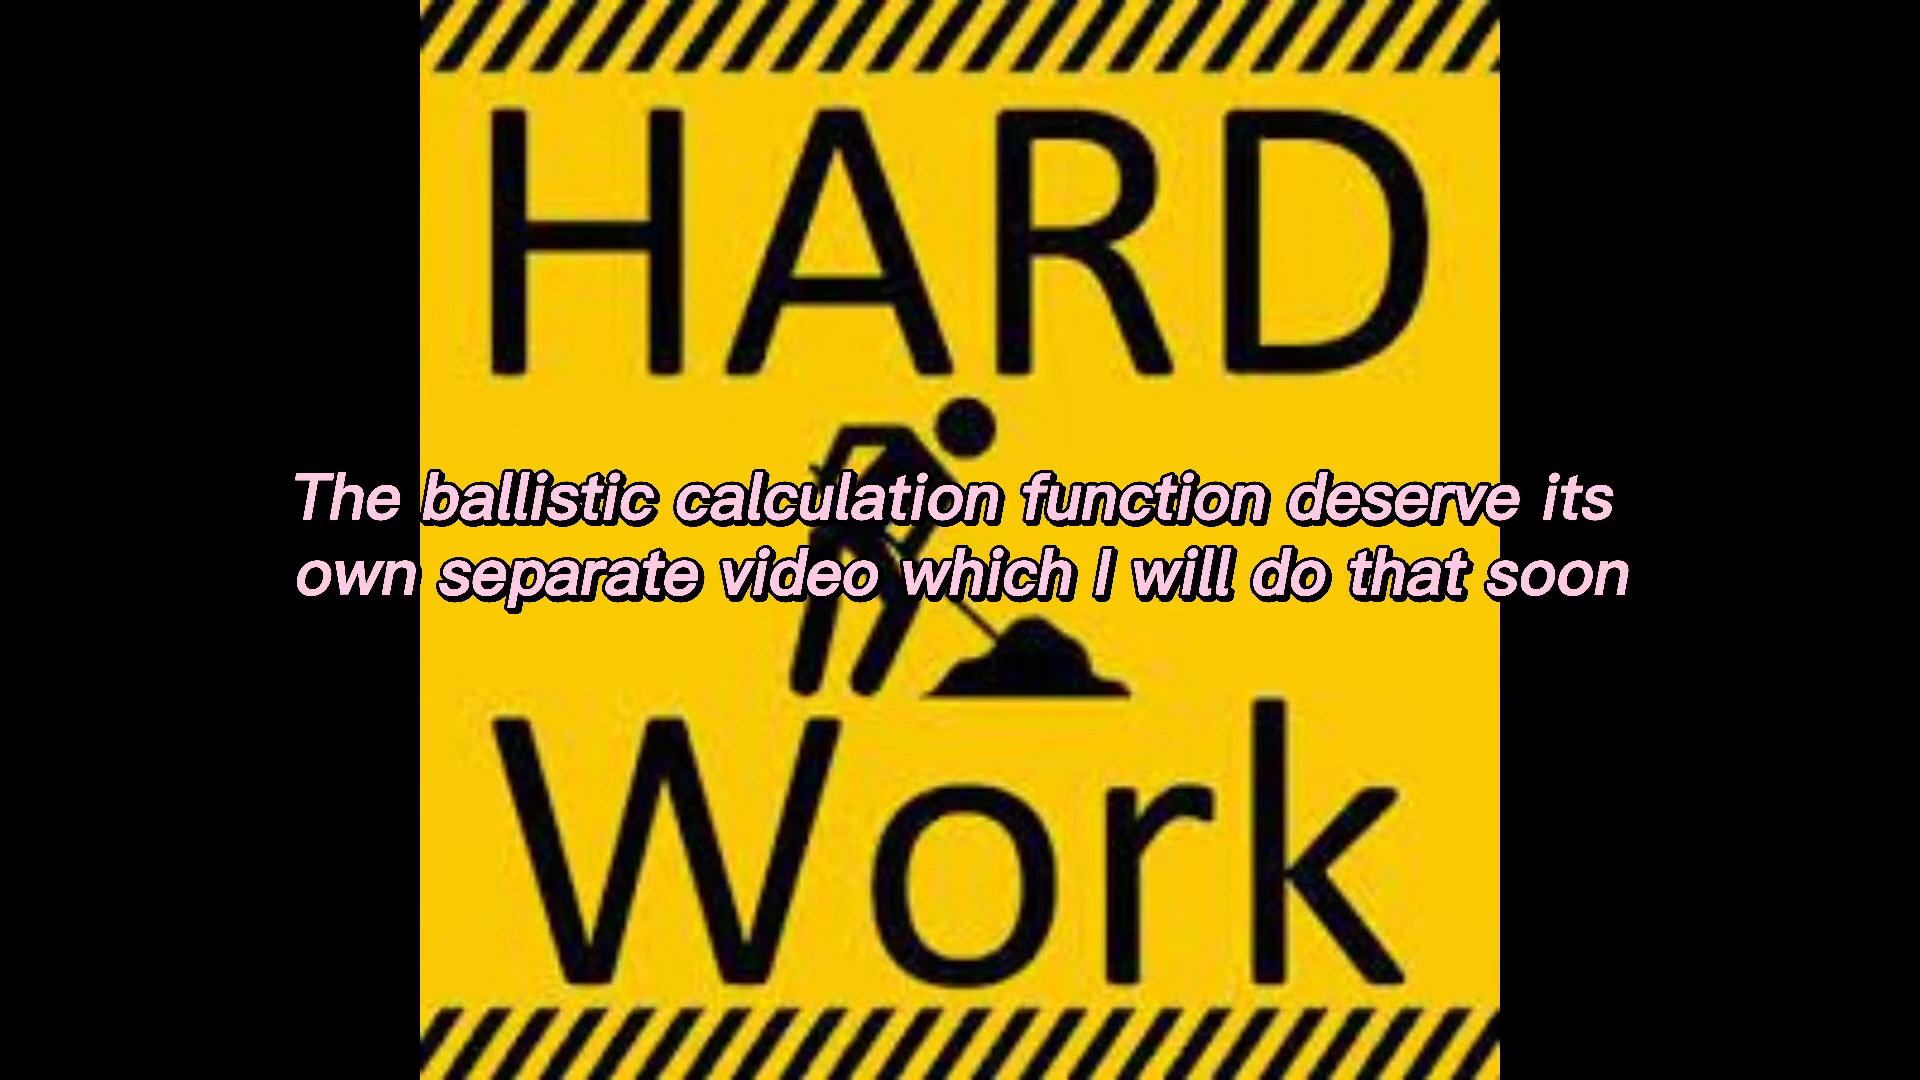 HARD
The ballistic calculation function deserve its
own separate video which I will do that soon
Work